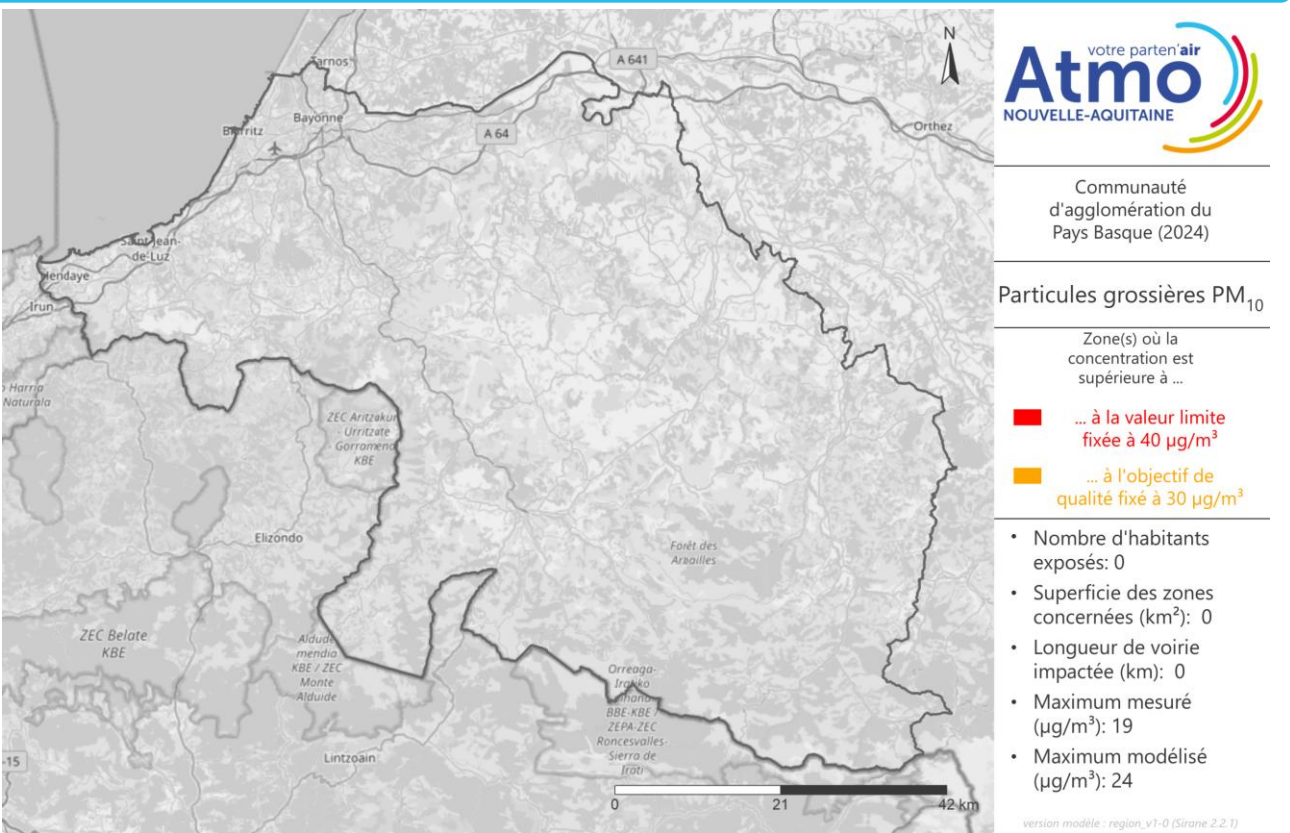 Tarnos
A 641
N
Biarritz
Bayonne
A 64
Orthez
Saint-Jean-
de-Luz
Hendaye
Irun
o Harria
Naturala
ZEC Aritzakun
- Urritzate
- Gorramendi
KBE
Elizondo
Forêt des
Arbailles
ZEC Belate
KBE
Aldude
mendia
KBE / ZEC
Monte
Alduide
Orreaga-
Iratiko
oihana
BBE-KBE /
ZEPA-ZEC
Roncesvalles-
Sierra de
Irati
-15
Lintzoain
0
21
42 km
votre parten'air
Atmo
NOUVELLE-AQUITAINE
Communauté
d'agglomération du
Pays Basque (2024)
Particules grossières PM₁₀
Zone(s) où la
concentration est
supérieure à ...
... à la valeur limite
fixée à 40 µg/m³
... à l'objectif de
qualité fixé à 30 µg/m³
• Nombre d'habitants
exposés: 0
• Superficie des zones
concernées (km²): 0
• Longueur de voirie
impactée (km): 0
• Maximum mesuré
(µg/m³): 19
• Maximum modélisé
(µg/m³): 24
version modèle : region_v1-0 (Sirane 2.2.1)